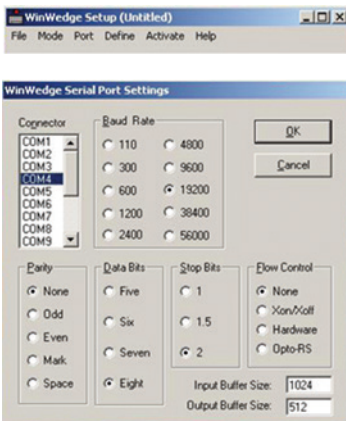 WinWedge Setup (Untitled)
File Mode Port Define Activate Help
WinWedge Serial Port Settings
Connector
COM1
COM2
COM3
COM4
COM5
COM6
COM7
COM8
COM9
Baud Rate
110 4800
300 9600
600 19200
1200 38400
2400 56000
OK
Cancel
Parity
None
Odd
Even
Mark
Space
Data Bits
Five
Six
Seven
Eight
Stop Bits
1
1.5
2
Flow Control
None
Xon/Xoff
Hardware
Opto-RS
Input Buffer Size: 1024
Output Buffer Size: 512